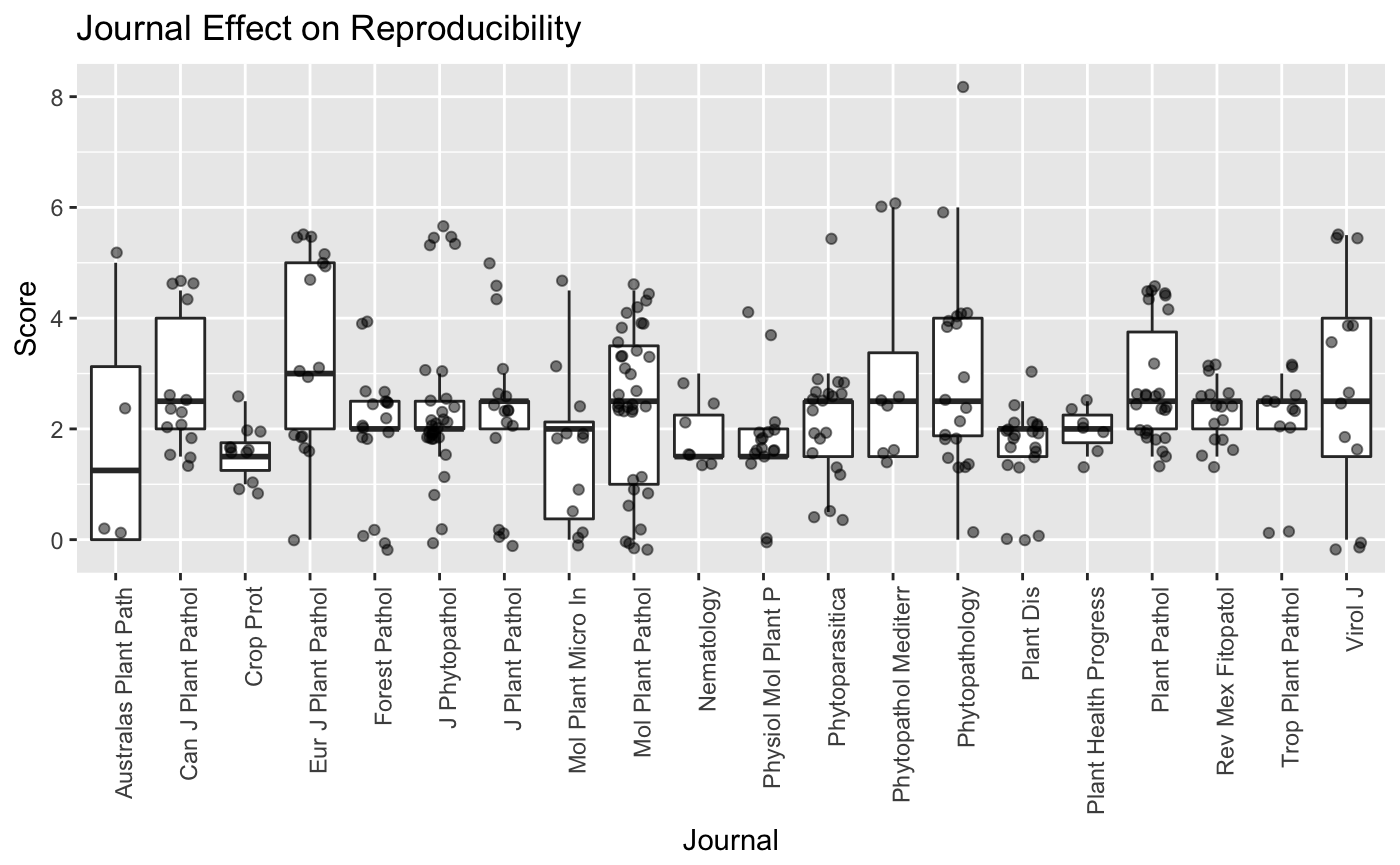 Journal Effect on Reproducibility
Score
8
6
4
2
0
Australas Plant Path
Can J Plant Pathol
Crop Prot
Eur J Plant Pathol
Forest Pathol
J Phytopathol
J Plant Pathol
Mol Plant Micro In
Mol Plant Pathol
Nematology
Physiol Mol Plant P
Phytoparasitica
Phytopathol Mediterr
Phytopathology
Plant Dis
Plant Health Progress
Plant Pathol
Rev Mex Fitopatol
Trop Plant Pathol
Virol J
Journal